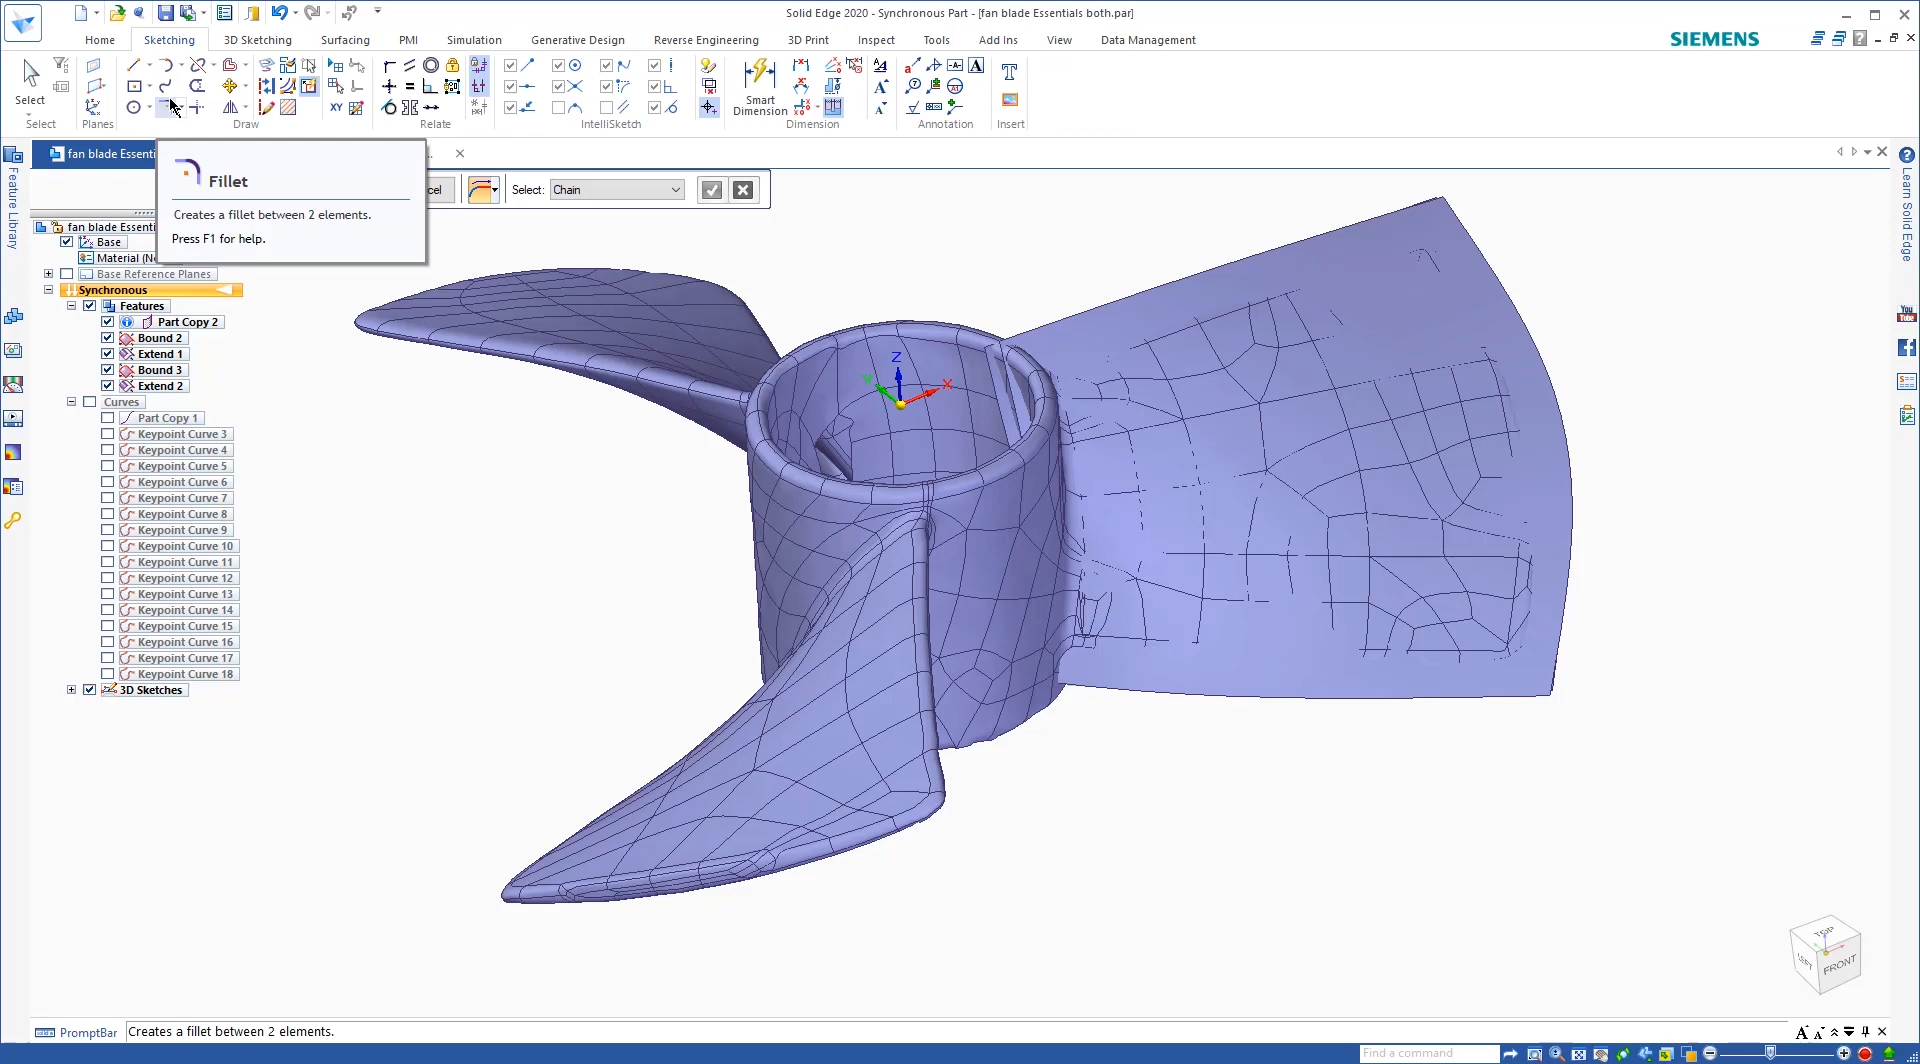 Solid Edge 2020 - Synchronous Part - [fan blade Essentials both.par]
Home Sketching 3D Sketching Surfacing PMI Simulation Generative Design Reverse Engineering 3D Print Inspect Tools Add Ins View Data Management
SIEMENS
Select
Smart
Dimension
Select Planes Draw Relate IntelliSketch Dimension Annotation Insert
XY
fan blade Essenti
..
Fillet
Creates a fillet between 2 elements.
Press F1 for help.
cel
Select: Chain
Feature Library
Learn Solid Edge
fan blade Essenti
Base
Material (N
Base Reference Planes
Synchronous
Features
Part Copy 2
Bound 2
Extend 1
Bound 3
Extend 2
Curves
Part Copy 1
Keypoint Curve 3
Keypoint Curve 4
Keypoint Curve 5
Keypoint Curve 6
Keypoint Curve 7
Keypoint Curve 8
Keypoint Curve 9
Keypoint Curve 10
Keypoint Curve 11
Keypoint Curve 12
Keypoint Curve 13
Keypoint Curve 14
Keypoint Curve 15
Keypoint Curve 16
Keypoint Curve 17
Keypoint Curve 18
3D Sketches
Z
Y X
You
Tube
TOP
LEFT FRONT
PromptBar Creates a fillet between 2 elements.
Find a command